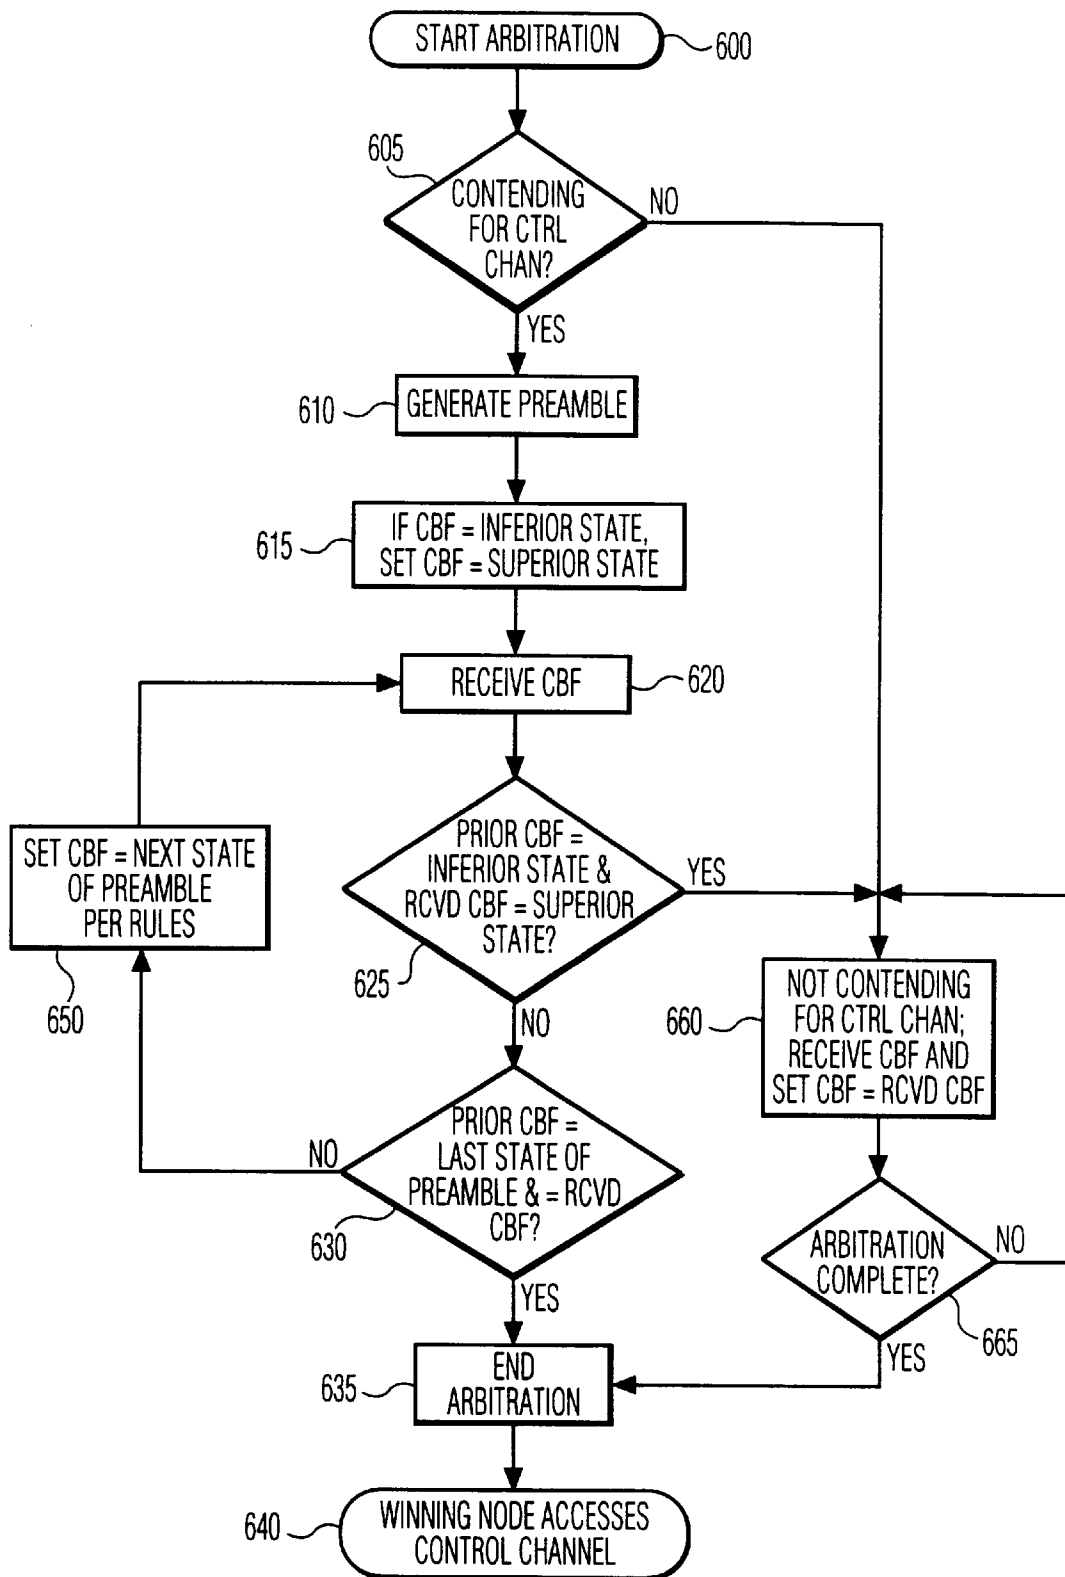 START ARBITRATION
600
605
CONTENDING
FOR CTRL
CHAN?
NO
YES
610
GENERATE PREAMBLE
615
IF CBF = INFERIOR STATE,
SET CBF = SUPERIOR STATE
RECEIVE CBF
620
SET CBF = NEXT STATE
OF PREAMBLE
PER RULES
650
PRIOR CBF =
INFERIOR STATE &
RCVD CBF = SUPERIOR
STATE?
YES
625
NO
660
NOT CONTENDING
FOR CTRL CHAN;
RECEIVE CBF AND
SET CBF = RCVD CBF
PRIOR CBF =
LAST STATE OF
PREAMBLE & = RCVD
CBF?
NO
630
YES
ARBITRATION
COMPLETE?
NO
665
YES
635
END
ARBITRATION
640
WINNING NODE ACCESSES
CONTROL CHANNEL